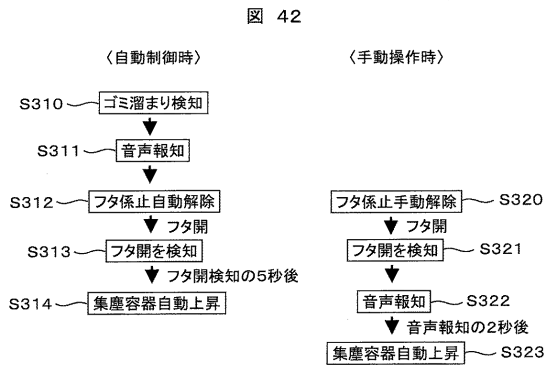 図 42
〈自動制御時〉
S310 ゴミ溜まり検知
S311 音声報知
S312 フタ係止自動解除
フタ開
S313 フタ開を検知
フタ開検知の5秒後
S314 集塵容器自動上昇
〈手動操作時〉
フタ係止手動解除 S320
フタ開
フタ開を検知 S321
音声報知 S322
音声報知の2秒後
集塵容器自動上昇 S323